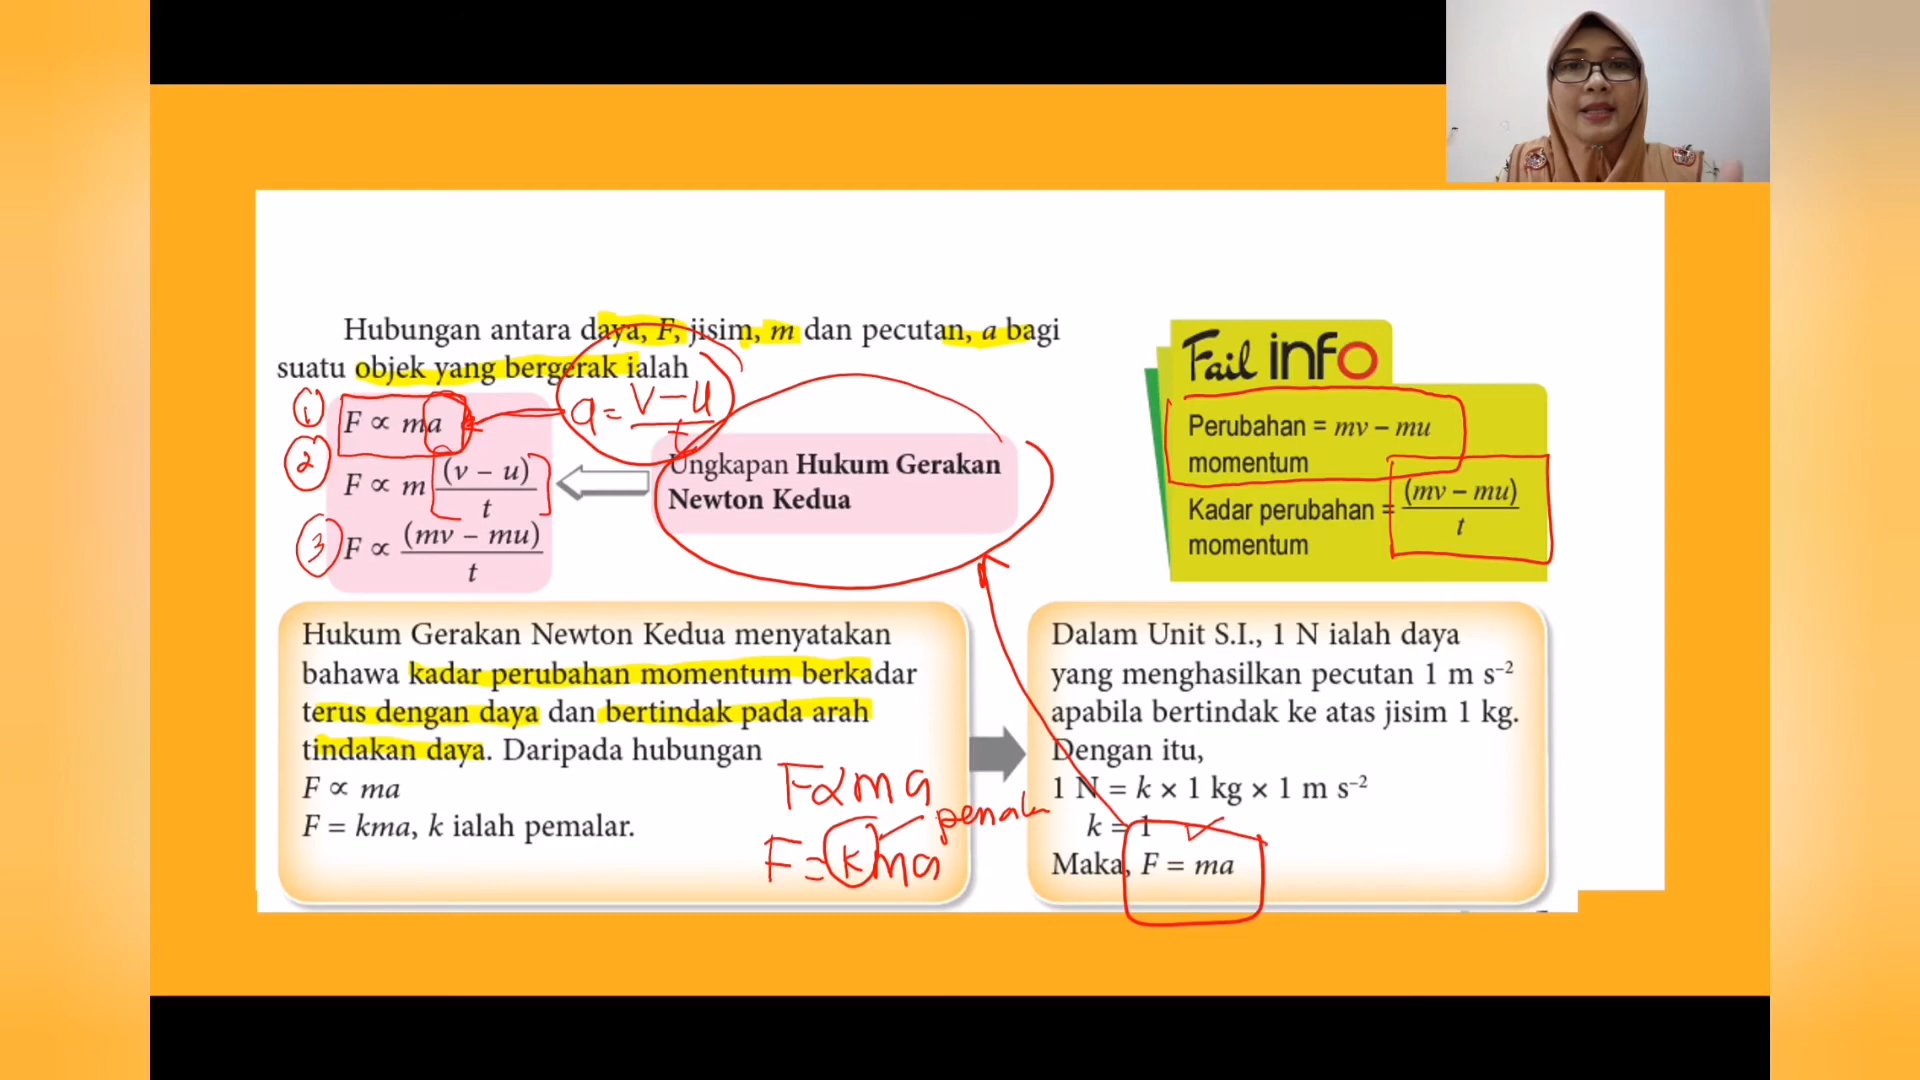 Hubungan antara daya, F, jisim, m dan pecutan, a bagi
suatu objek yang bergerak ialah
a = v – u / t
① F ∝ ma
② F ∝ m (v – u) / t
③ F ∝ (mv – mu) / t
Ungkapan Hukum Gerakan
Newton Kedua
Fail info
Perubahan = mv – mu
momentum
Kadar perubahan = (mv – mu) / t
momentum
Hukum Gerakan Newton Kedua menyatakan
bahawa kadar perubahan momentum berkadar
terus dengan daya dan bertindak pada arah
tindakan daya. Daripada hubungan
F ∝ ma
F = kma, k ialah pemalar.
F ∝ ma
F = kma
Dalam Unit S.I., 1 N ialah daya
yang menghasilkan pecutan 1 m s⁻²
apabila bertindak ke atas jisim 1 kg.
Dengan itu,
1 N = k × 1 kg × 1 m s⁻²
k = 1
Maka, F = ma